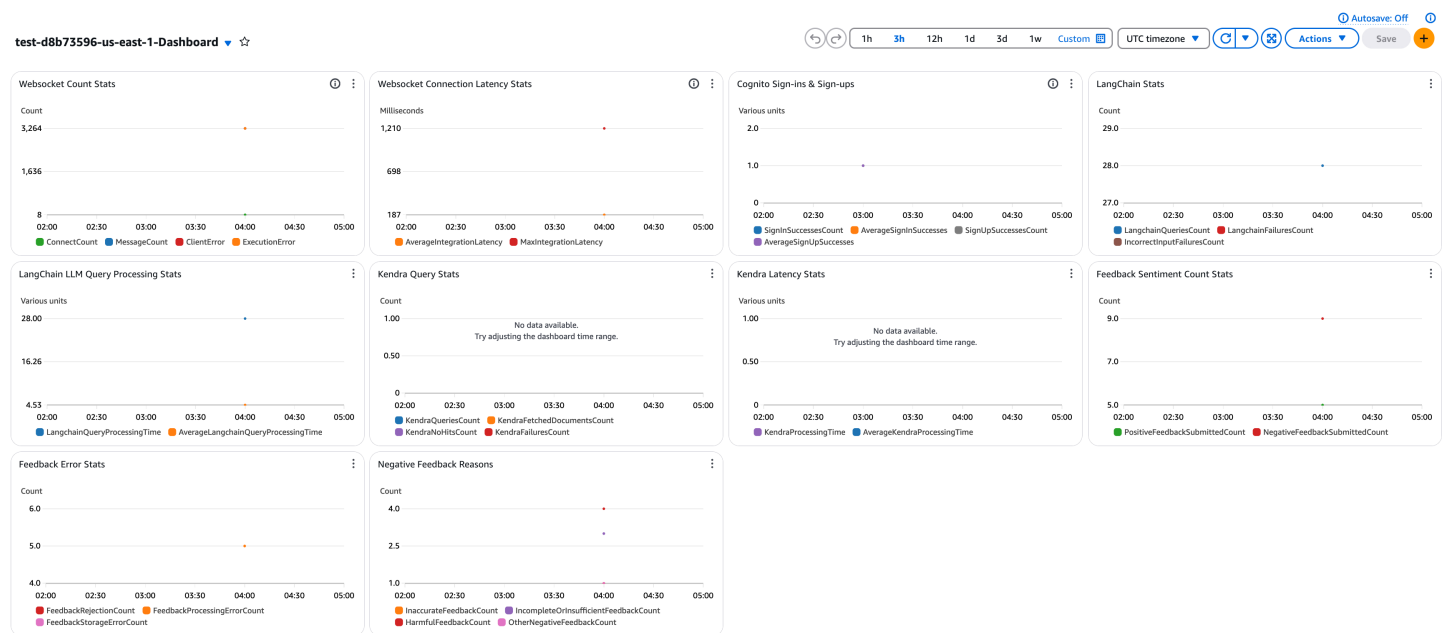 Autosave: Off
test-d8b73596-us-east-1-Dashboard
1h 3h 12h 1d 3d 1w Custom UTC timezone Actions Save
Websocket Count Stats
Count
3,264
1,636
8
02:00 02:30 03:00 03:30 04:00 04:30 05:00
ConnectCount MessageCount ClientError ExecutionError
Websocket Connection Latency Stats
Milliseconds
1,210
698
187
02:00 02:30 03:00 03:30 04:00 04:30 05:00
AverageIntegrationLatency MaxIntegrationLatency
Cognito Sign-ins & Sign-ups
Various units
2.0
1.0
0
02:00 02:30 03:00 03:30 04:00 04:30 05:00
SignInSuccessesCount AverageSignInSuccesses SignUpSuccessesCount
AverageSignUpSuccesses
LangChain Stats
Count
29.0
28.0
27.0
02:00 02:30 03:00 03:30 04:00 04:30 05:00
LangchainQueriesCount LangchainFailuresCount
IncorrectInputFailuresCount
LangChain LLM Query Processing Stats
Various units
28.00
16.26
4.53
02:00 02:30 03:00 03:30 04:00 04:30 05:00
LangchainQueryProcessingTime AverageLangchainQueryProcessingTime
Kendra Query Stats
Count
1.00
No data available.
Try adjusting the dashboard time range.
0.50
0
02:00 02:30 03:00 03:30 04:00 04:30 05:00
KendraQueriesCount KendraFetchedDocumentsCount
KendraNoHitsCount KendraFailuresCount
Kendra Latency Stats
Various units
1.00
No data available.
Try adjusting the dashboard time range.
0.50
0
02:00 02:30 03:00 03:30 04:00 04:30 05:00
KendraProcessingTime AverageKendraProcessingTime
Feedback Sentiment Count Stats
Count
9.0
7.0
5.0
02:00 02:30 03:00 03:30 04:00 04:30 05:00
PositiveFeedbackSubmittedCount NegativeFeedbackSubmittedCount
Feedback Error Stats
Count
6.0
5.0
4.0
02:00 02:30 03:00 03:30 04:00 04:30 05:00
FeedbackRejectionCount FeedbackProcessingErrorCount
FeedbackStorageErrorCount
Negative Feedback Reasons
Count
4.0
2.5
1.0
02:00 02:30 03:00 03:30 04:00 04:30 05:00
InaccurateFeedbackCount IncompleteOrInsufficientFeedbackCount
HarmfulFeedbackCount OtherNegativeFeedbackCount